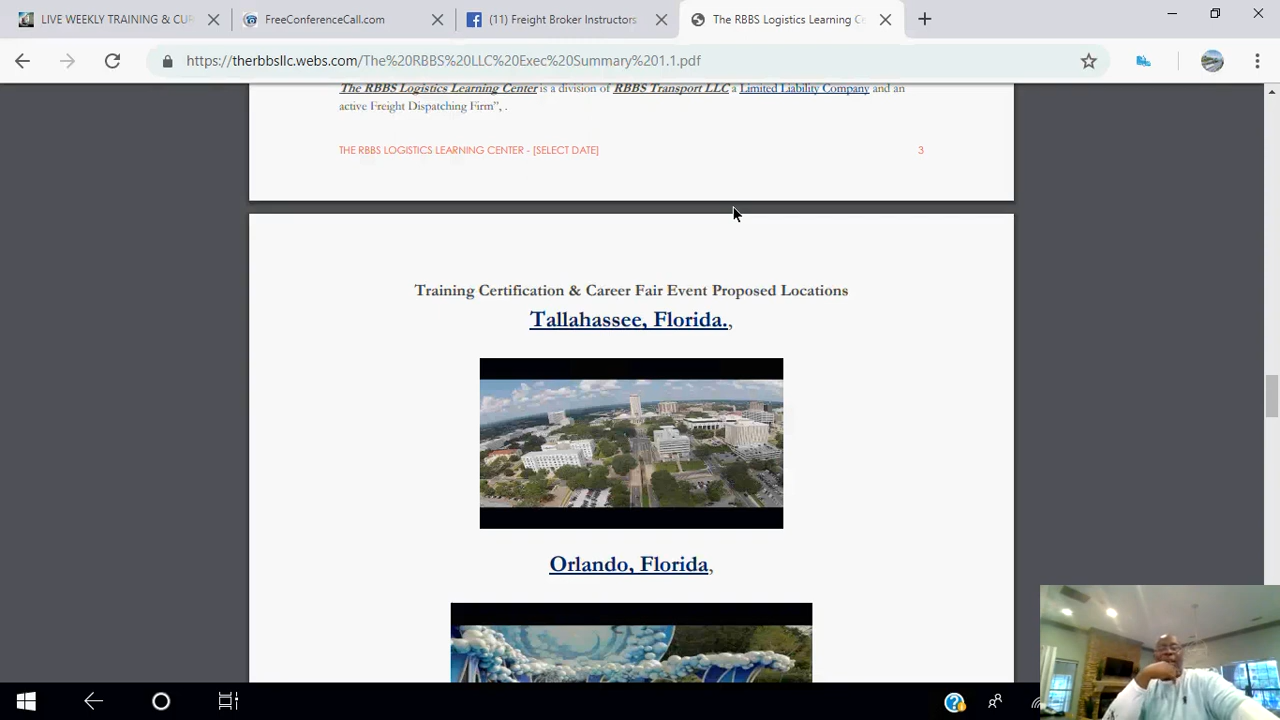 LIVE WEEKLY TRAINING & CUR
FreeConferenceCall.com
(11) Freight Broker Instructors
The RBBS Logistics Learning Ce
https://therbbsllc.webs.com/The%20RBBS%20LLC%20Exec%20Summary%201.1.pdf
The RBBS Logistics Learning Center is a division of RBBS Transport LLC a Limited Liability Company and an
active Freight Dispatching Firm”, .
THE RBBS LOGISTICS LEARNING CENTER - [SELECT DATE] 3
Training Certification & Career Fair Event Proposed Locations
Tallahassee, Florida.,
Orlando, Florida,